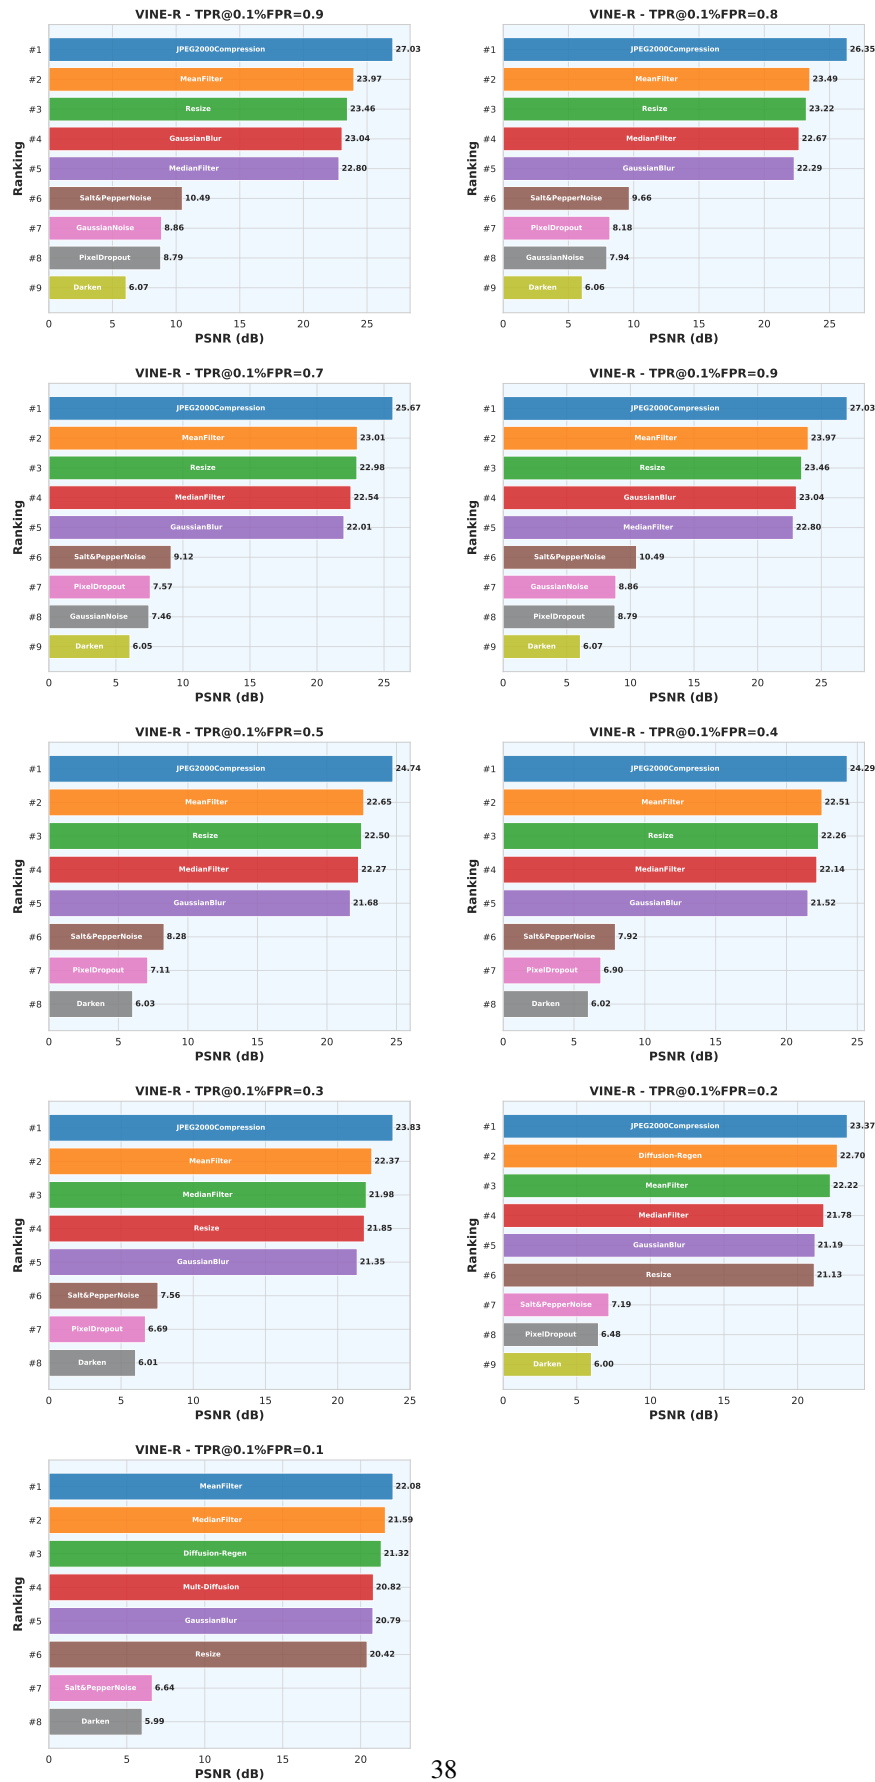 VINE-R - TPR@0.1%FPR=0.9
Ranking
#1 JPEG2000Compression 27.03
#2 MeanFilter 23.97
#3 Resize 23.46
#4 GaussianBlur 23.04
#5 MedianFilter 22.80
#6 Salt&PepperNoise 10.49
#7 GaussianNoise 8.86
#8 PixelDropout 8.79
#9 Darken 6.07
0 5 10 15 20 25
PSNR (dB)
VINE-R - TPR@0.1%FPR=0.8
Ranking
#1 JPEG2000Compression 26.35
#2 MeanFilter 23.49
#3 Resize 23.22
#4 MedianFilter 22.67
#5 GaussianBlur 22.29
#6 Salt&PepperNoise 9.66
#7 PixelDropout 8.18
#8 GaussianNoise 7.94
#9 Darken 6.06
0 5 10 15 20 25
PSNR (dB)
VINE-R - TPR@0.1%FPR=0.7
Ranking
#1 JPEG2000Compression 25.67
#2 MeanFilter 23.01
#3 Resize 22.98
#4 MedianFilter 22.54
#5 GaussianBlur 22.01
#6 Salt&PepperNoise 9.12
#7 PixelDropout 7.57
#8 GaussianNoise 7.46
#9 Darken 6.05
0 5 10 15 20 25
PSNR (dB)
VINE-R - TPR@0.1%FPR=0.9
Ranking
#1 JPEG2000Compression 27.03
#2 MeanFilter 23.97
#3 Resize 23.46
#4 GaussianBlur 23.04
#5 MedianFilter 22.80
#6 Salt&PepperNoise 10.49
#7 GaussianNoise 8.86
#8 PixelDropout 8.79
#9 Darken 6.07
0 5 10 15 20 25
PSNR (dB)
VINE-R - TPR@0.1%FPR=0.5
Ranking
#1 JPEG2000Compression 24.74
#2 MeanFilter 22.65
#3 Resize 22.50
#4 MedianFilter 22.27
#5 GaussianBlur 21.68
#6 Salt&PepperNoise 8.28
#7 PixelDropout 7.11
#8 Darken 6.03
0 5 10 15 20 25
PSNR (dB)
VINE-R - TPR@0.1%FPR=0.4
Ranking
#1 JPEG2000Compression 24.29
#2 MeanFilter 22.51
#3 Resize 22.26
#4 MedianFilter 22.14
#5 GaussianBlur 21.52
#6 Salt&PepperNoise 7.92
#7 PixelDropout 6.90
#8 Darken 6.02
0 5 10 15 20 25
PSNR (dB)
VINE-R - TPR@0.1%FPR=0.3
Ranking
#1 JPEG2000Compression 23.83
#2 MeanFilter 22.37
#3 MedianFilter 21.98
#4 Resize 21.85
#5 GaussianBlur 21.35
#6 Salt&PepperNoise 7.56
#7 PixelDropout 6.69
#8 Darken 6.01
0 5 10 15 20 25
PSNR (dB)
VINE-R - TPR@0.1%FPR=0.2
Ranking
#1 JPEG2000Compression 23.37
#2 Diffusion-Regen 22.70
#3 MeanFilter 22.22
#4 MedianFilter 21.78
#5 GaussianBlur 21.19
#6 Resize 21.13
#7 Salt&PepperNoise 7.19
#8 PixelDropout 6.48
#9 Darken 6.00
0 5 10 15 20
PSNR (dB)
VINE-R - TPR@0.1%FPR=0.1
Ranking
#1 MeanFilter 22.08
#2 MedianFilter 21.59
#3 Diffusion-Regen 21.32
#4 Mult-Diffusion 20.82
#5 GaussianBlur 20.79
#6 Resize 20.42
#7 Salt&PepperNoise 6.64
#8 Darken 5.99
0 5 10 15 20
PSNR (dB)
38